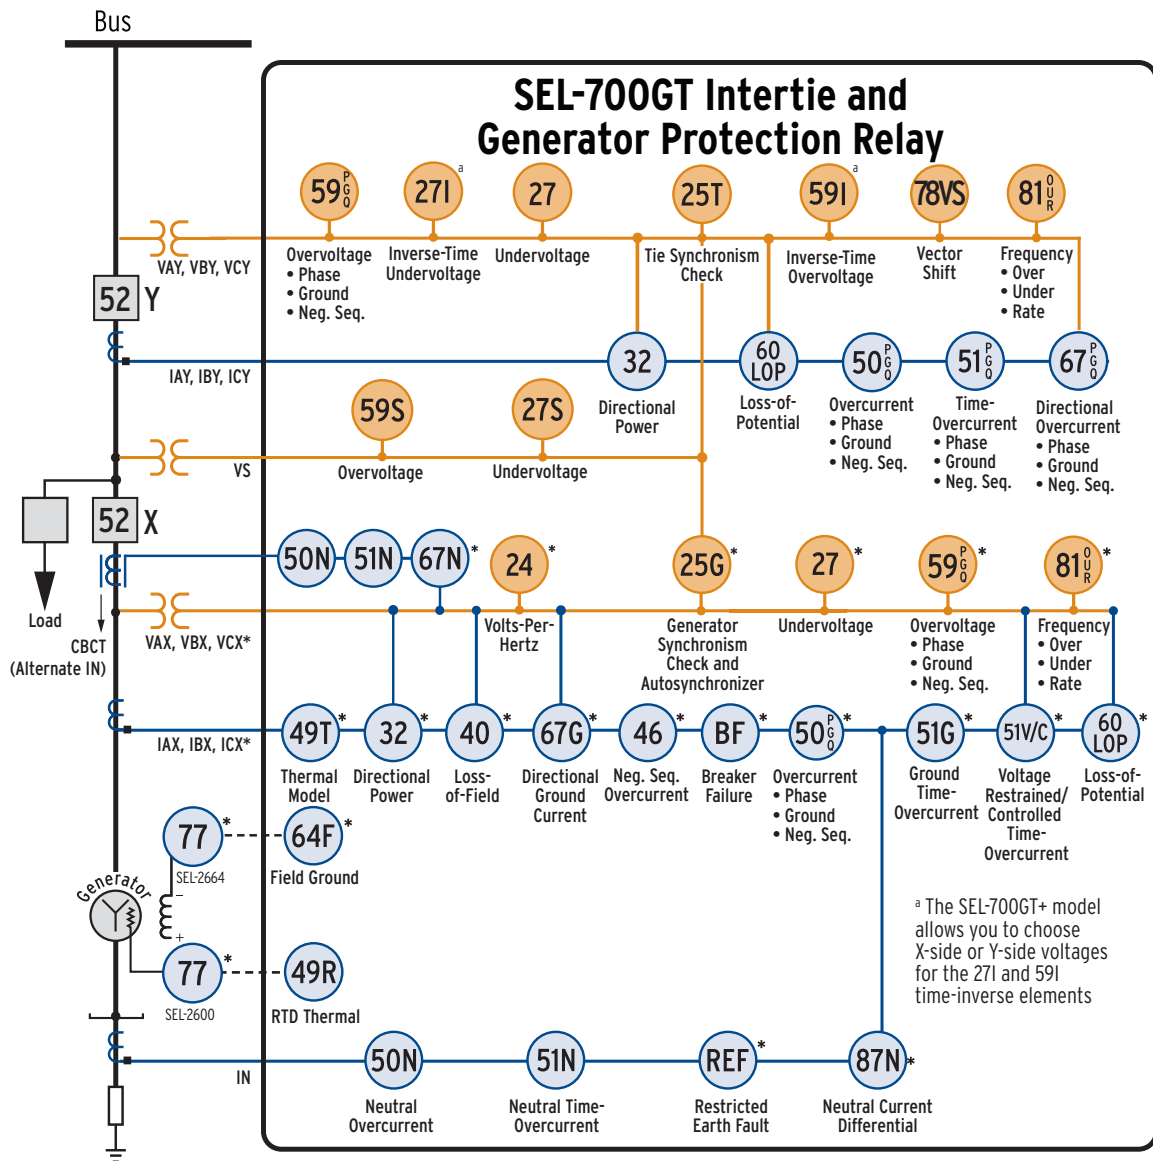 Bus
SEL-700GT Intertie and
Generator Protection Relay
59 P G Q
27I a
27
25T
59I a
78VS
81 O U R
VAY, VBY, VCY
Overvoltage
• Phase
• Ground
• Neg. Seq.
Inverse-Time
Undervoltage
Undervoltage
Tie Synchronism
Check
Inverse-Time
Overvoltage
Vector
Shift
Frequency
• Over
• Under
• Rate
52 Y
IAY, IBY, ICY
32
60
LOP
50 P G Q
51 P G Q
67 P G Q
Directional
Power
Loss-of-
Potential
Overcurrent
• Phase
• Ground
• Neg. Seq.
Time-
Overcurrent
• Phase
• Ground
• Neg. Seq.
Directional
Overcurrent
• Phase
• Ground
• Neg. Seq.
59S
27S
VS
Overvoltage
Undervoltage
52 X
Load
CBCT
(Alternate IN)
50N
51N
67N *
24 *
25G *
27 *
59 P G Q *
81 O U R *
VAX, VBX, VCX*
Volts-Per-
Hertz
Generator
Synchronism
Check and
Autosynchronizer
Undervoltage
Overvoltage
• Phase
• Ground
• Neg. Seq.
Frequency
• Over
• Under
• Rate
IAX, IBX, ICX*
49T *
32 *
40 *
67G *
46 *
BF *
50 P G Q *
51G *
51V/C *
60
LOP *
Thermal
Model
Directional
Power
Loss-
of-Field
Directional
Ground
Current
Neg. Seq.
Overcurrent
Breaker
Failure
Overcurrent
• Phase
• Ground
• Neg. Seq.
Ground
Time-
Overcurrent
Voltage
Restrained/
Controlled
Time-
Overcurrent
Loss-of-
Potential
77 *
SEL-2664
64F *
Field Ground
Generator
−
+
77 *
SEL-2600
49R
RTD Thermal
a The SEL-700GT+ model
allows you to choose
X-side or Y-side voltages
for the 27I and 59I
time-inverse elements
IN
50N
51N
REF *
87N *
Neutral
Overcurrent
Neutral Time-
Overcurrent
Restricted
Earth Fault
Neutral Current
Differential